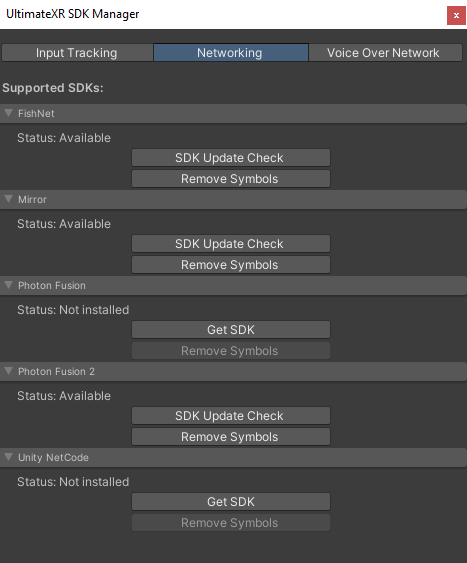 UltimateXR SDK Manager
x
Input Tracking Networking Voice Over Network
Supported SDKs:
FishNet
Status: Available
SDK Update Check
Remove Symbols
Mirror
Status: Available
SDK Update Check
Remove Symbols
Photon Fusion
Status: Not installed
Get SDK
Remove Symbols
Photon Fusion 2
Status: Available
SDK Update Check
Remove Symbols
Unity NetCode
Status: Not installed
Get SDK
Remove Symbols